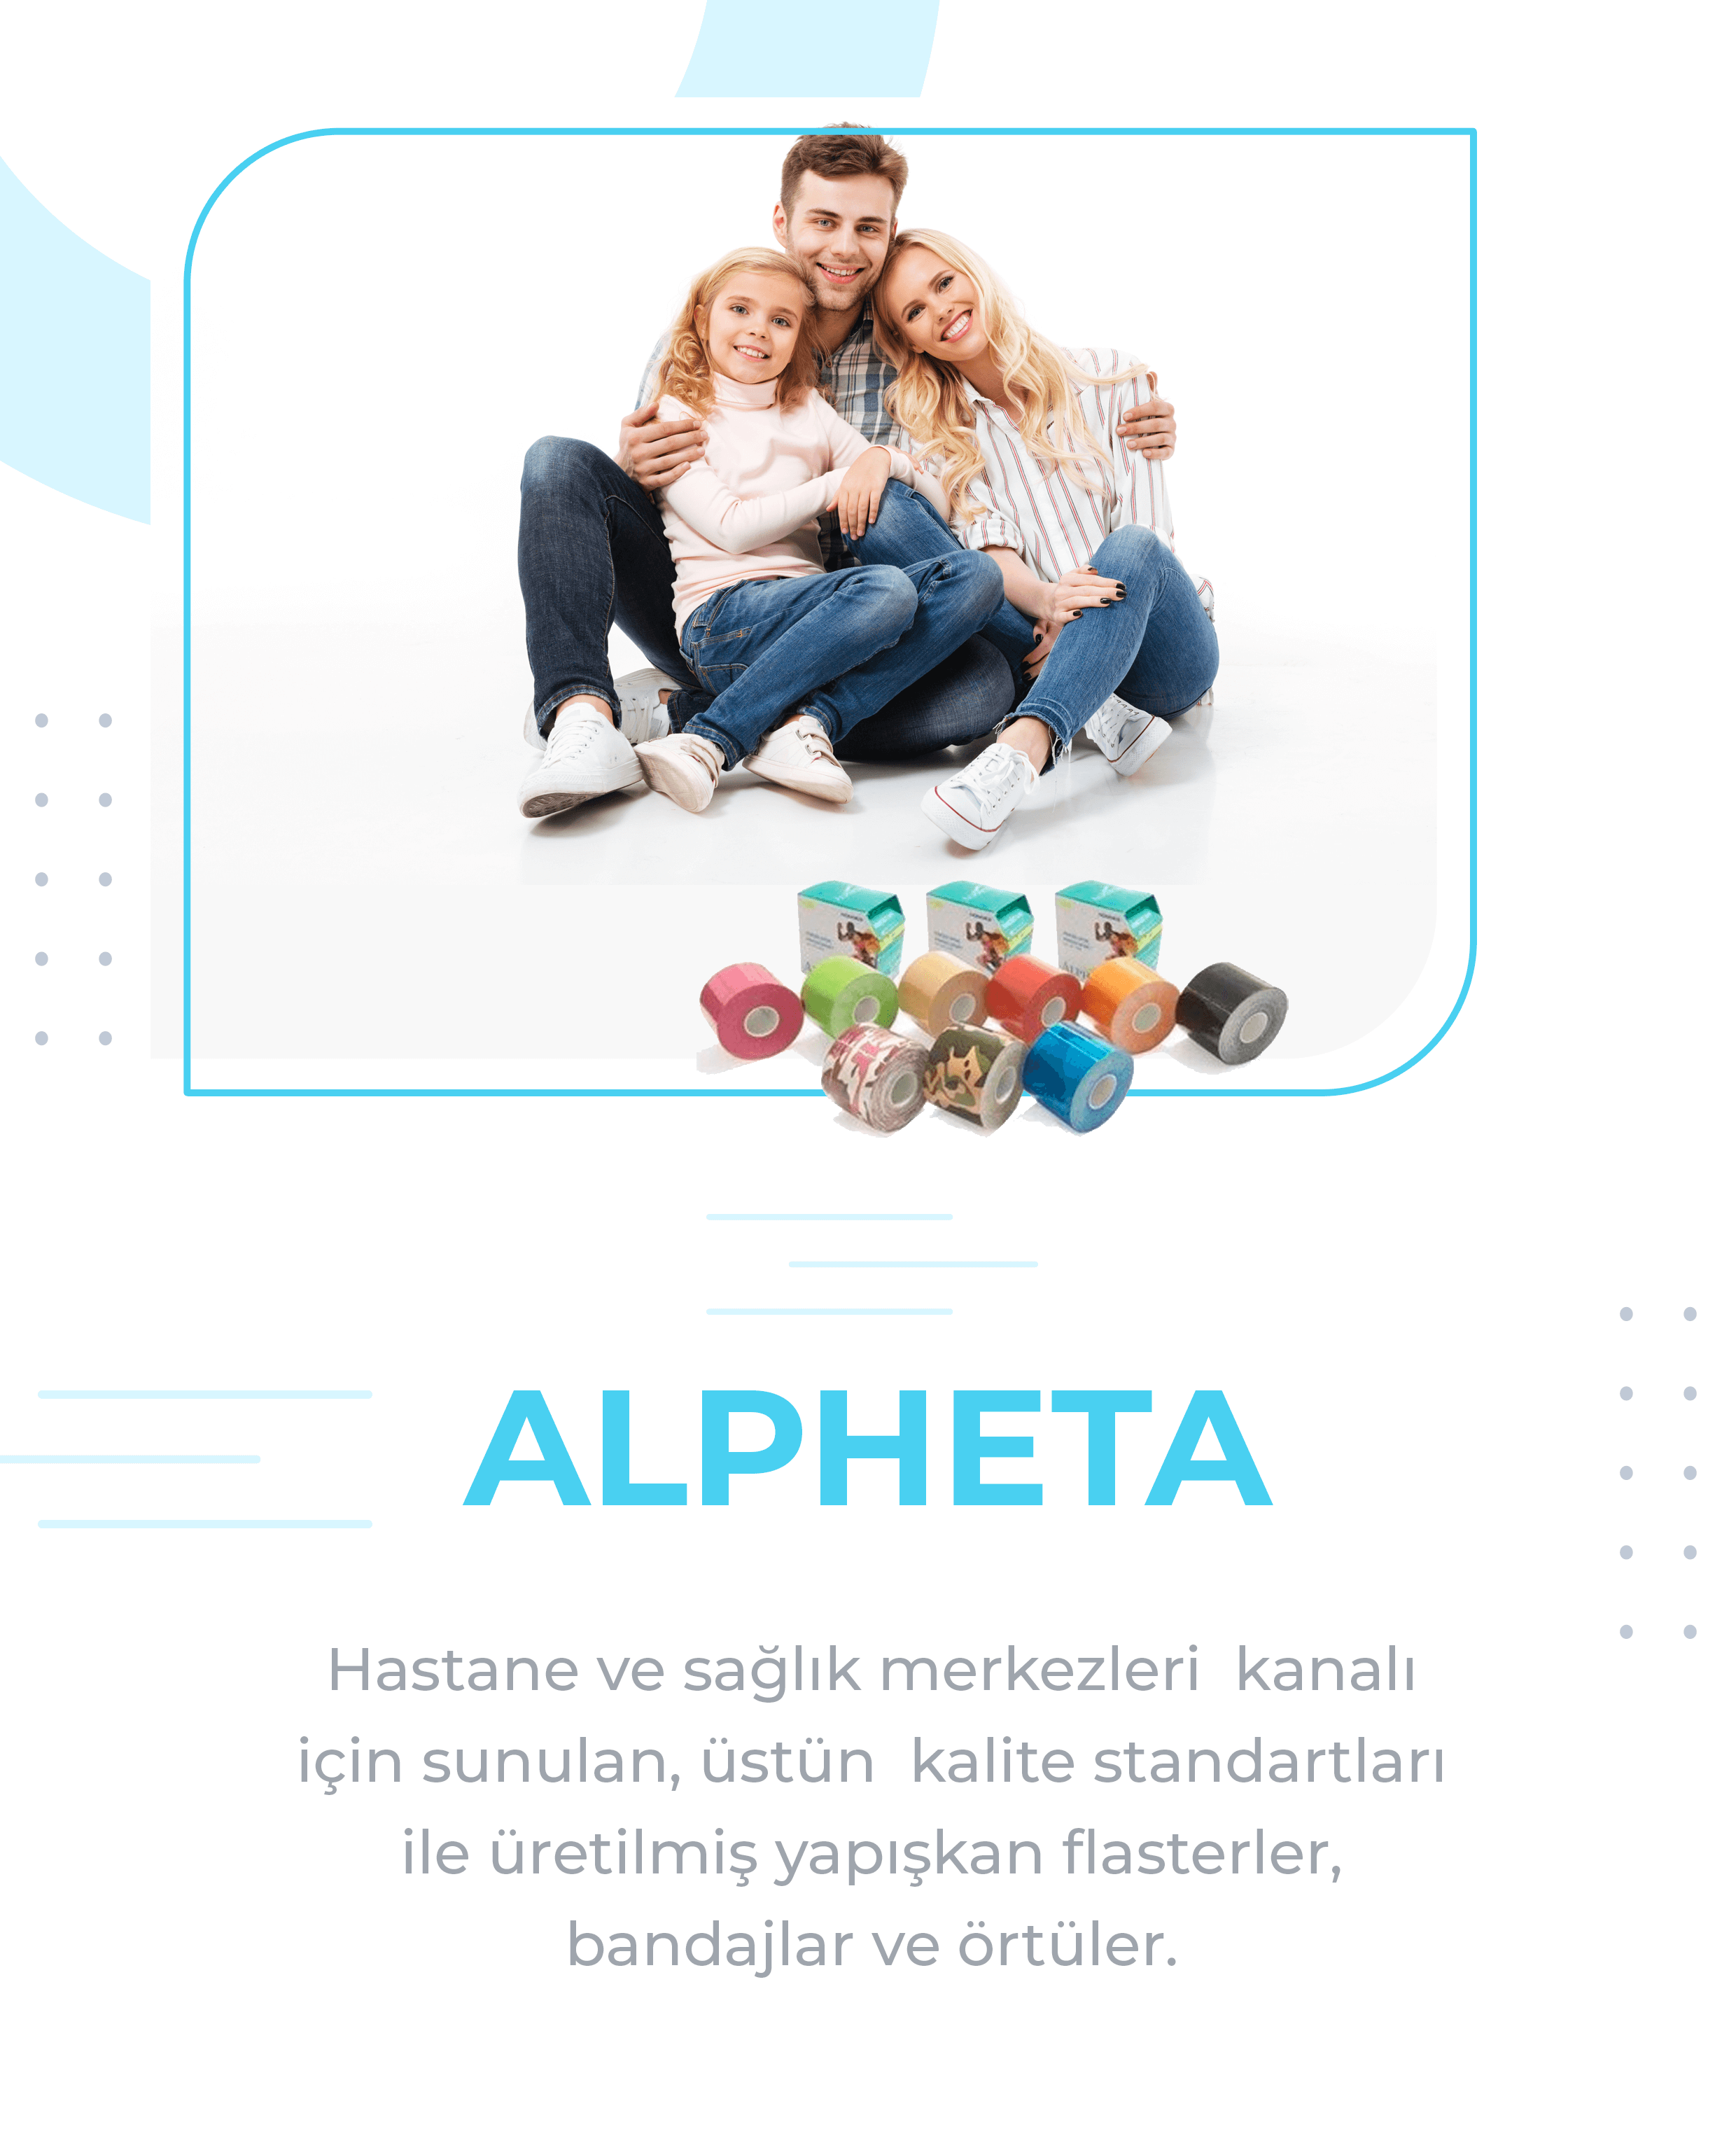 ALPHETA
Hastane ve sağlık merkezleri  kanalı
için sunulan, üstün  kalite standartları
ile üretilmiş yapışkan flasterler,
bandajlar ve örtüler.